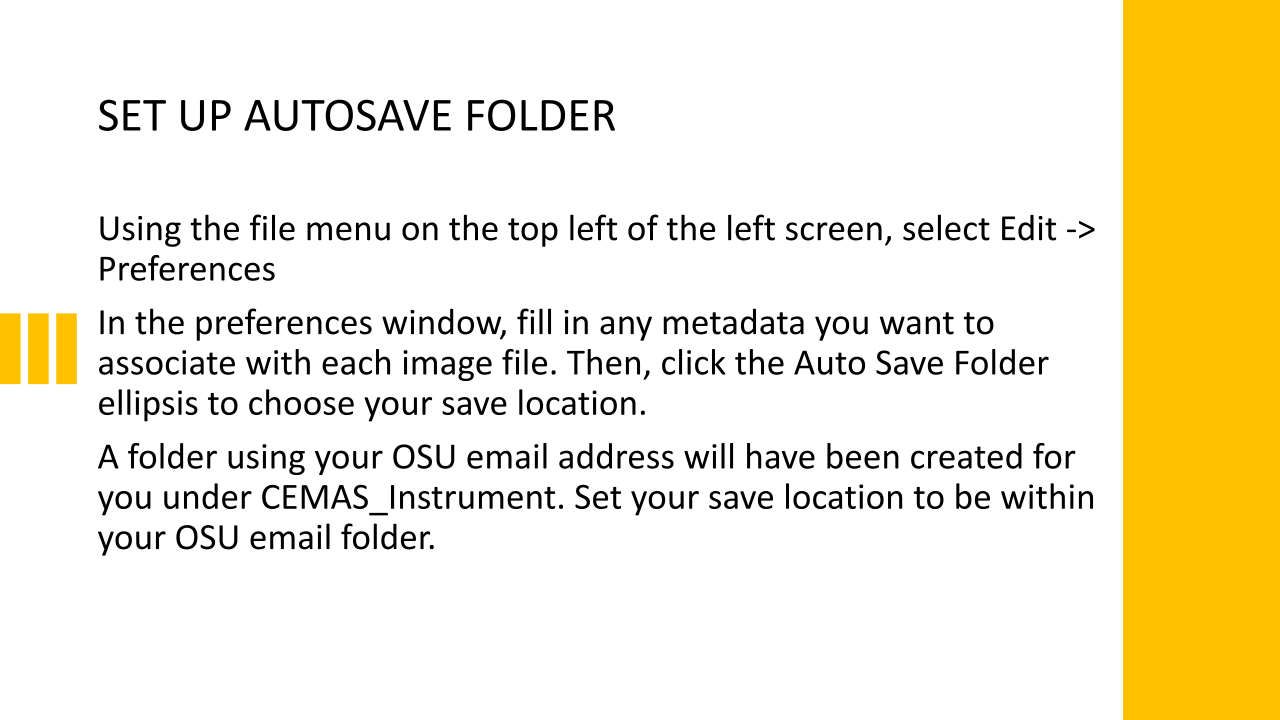 SET UP AUTOSAVE FOLDER
Using the file menu on the top left of the left screen, select Edit ->
Preferences
In the preferences window, fill in any metadata you want to
associate with each image file. Then, click the Auto Save Folder
ellipsis to choose your save location.
A folder using your OSU email address will have been created for
you under CEMAS_Instrument. Set your save location to be within
your OSU email folder.